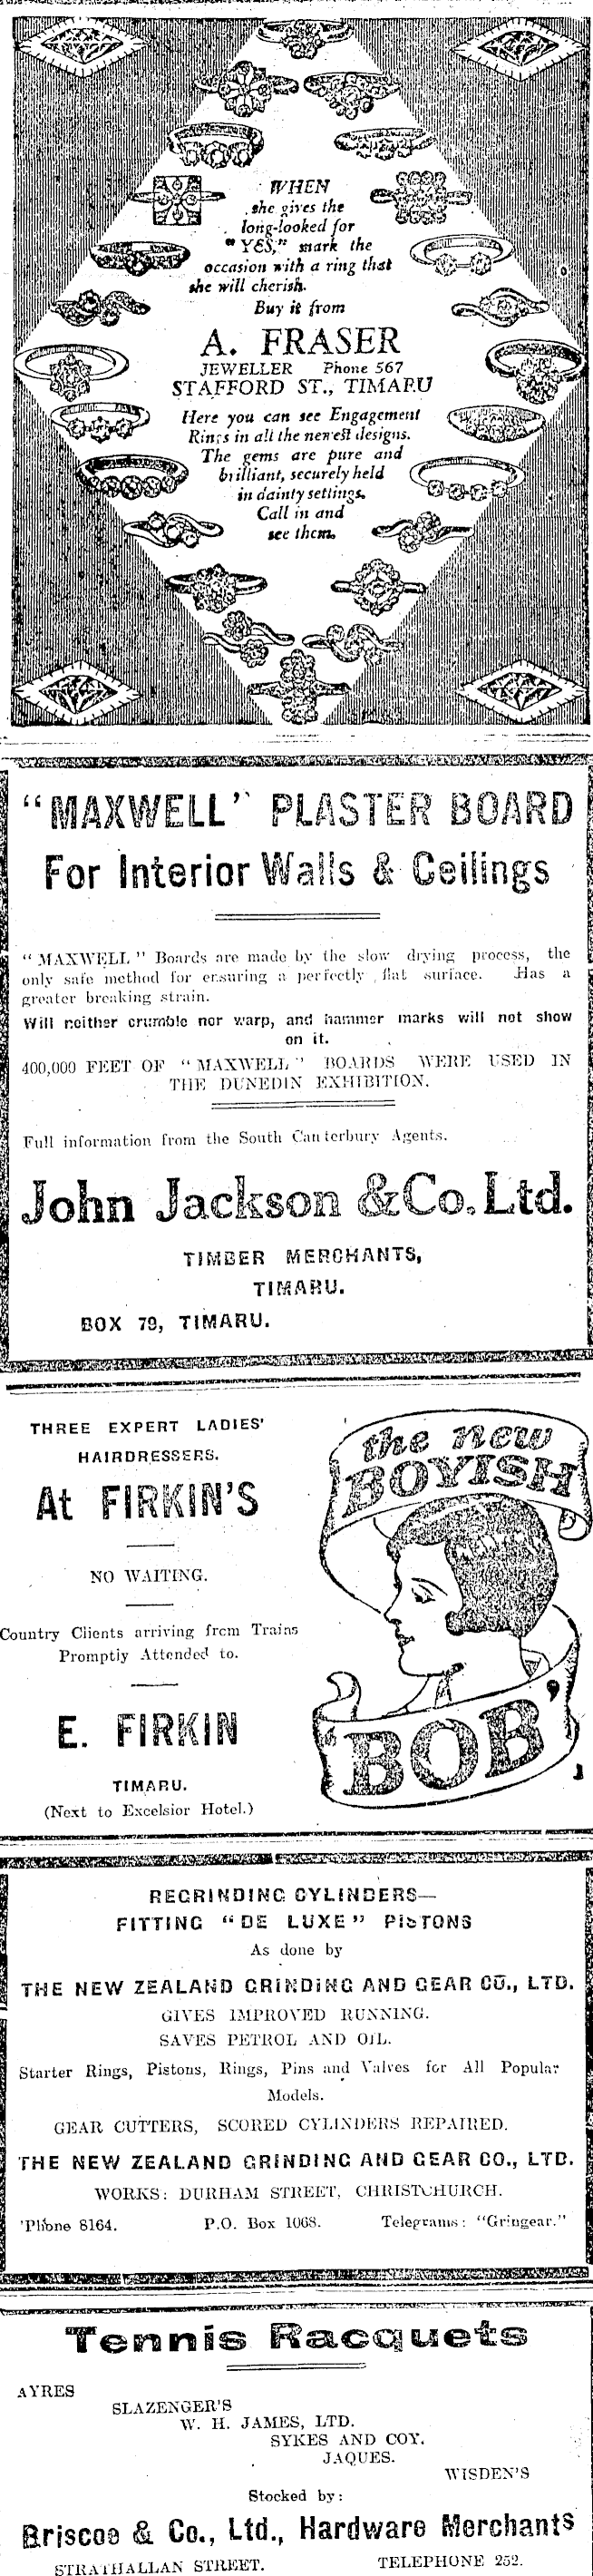 WHEN
she gives the
long-looked for
"YES," mark the
occasion with a ring that
she will cherish.
Buy it from
A. FRASER
JEWELLER Phone 567
STAFFORD ST., TIMARU
Here you can see Engagement
Rings in all the newest designs.
The gems are pure and
brilliant, securely held
in dainty settings.
Call in and
see them.
"MAXWELL" PLASTER BOARD
For Interior Walls & Ceilings
"MAXWELL" Boards are made by the slow drying process, the
only safe method for ensuring a perfectly flat surface. Has a
greater breaking strain.
Will neither crumble nor warp, and hammer marks will not show
on it.
400,000 FEET OF "MAXWELL" BOARDS WERE USED IN
THE DUNEDIN EXHIBITION.
Full information from the South Canterbury Agents.
John Jackson & Co. Ltd.
TIMBER MERCHANTS,
TIMARU.
BOX 79, TIMARU.
THREE EXPERT LADIES'
HAIRDRESSERS.
At FIRKIN'S
NO WAITING.
Country Clients arriving from Trains
Promptly Attended to.
E. FIRKIN
TIMARU.
(Next to Excelsior Hotel.)
the new
BOYISH
'BOB'
REGRINDING CYLINDERS—
FITTING "DE LUXE" PISTONS
As done by
THE NEW ZEALAND GRINDING AND GEAR CO., LTD.
GIVES IMPROVED RUNNING.
SAVES PETROL AND OIL.
Starter Rings, Pistons, Rings, Pins and Valves for All Popular
Models.
GEAR CUTTERS, SCORED CYLINDERS REPAIRED.
THE NEW ZEALAND GRINDING AND GEAR CO., LTD.
WORKS: DURHAM STREET, CHRISTCHURCH.
'Phone 8164. P.O. Box 1068. Telegrams: "Gringear."
Tennis Racquets
AYRES
SLAZENGER'S
W. H. JAMES, LTD.
SYKES AND COY.
JAQUES.
WISDEN'S
Stocked by:
Briscoe & Co., Ltd., Hardware Merchants
STRATHALLAN STREET. TELEPHONE 252.